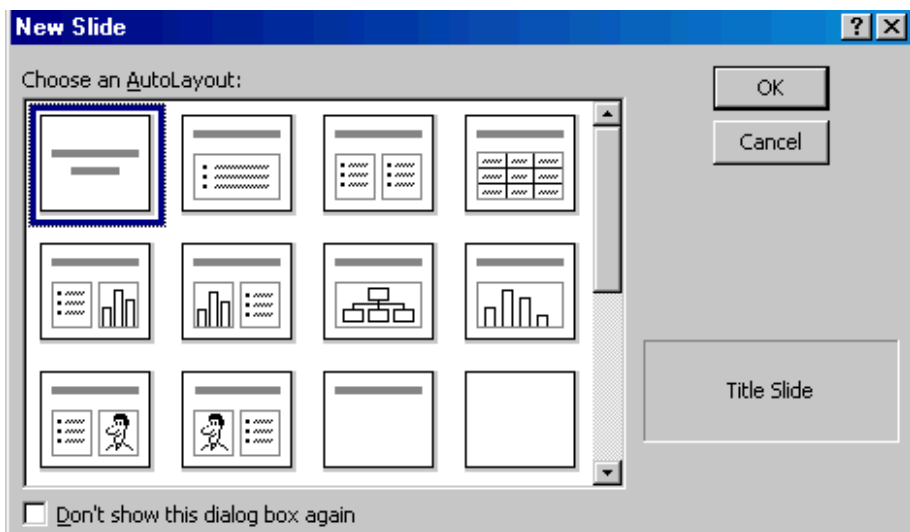 New Slide
Choose an AutoLayout:
OK
Cancel
Title Slide
Don't show this dialog box again